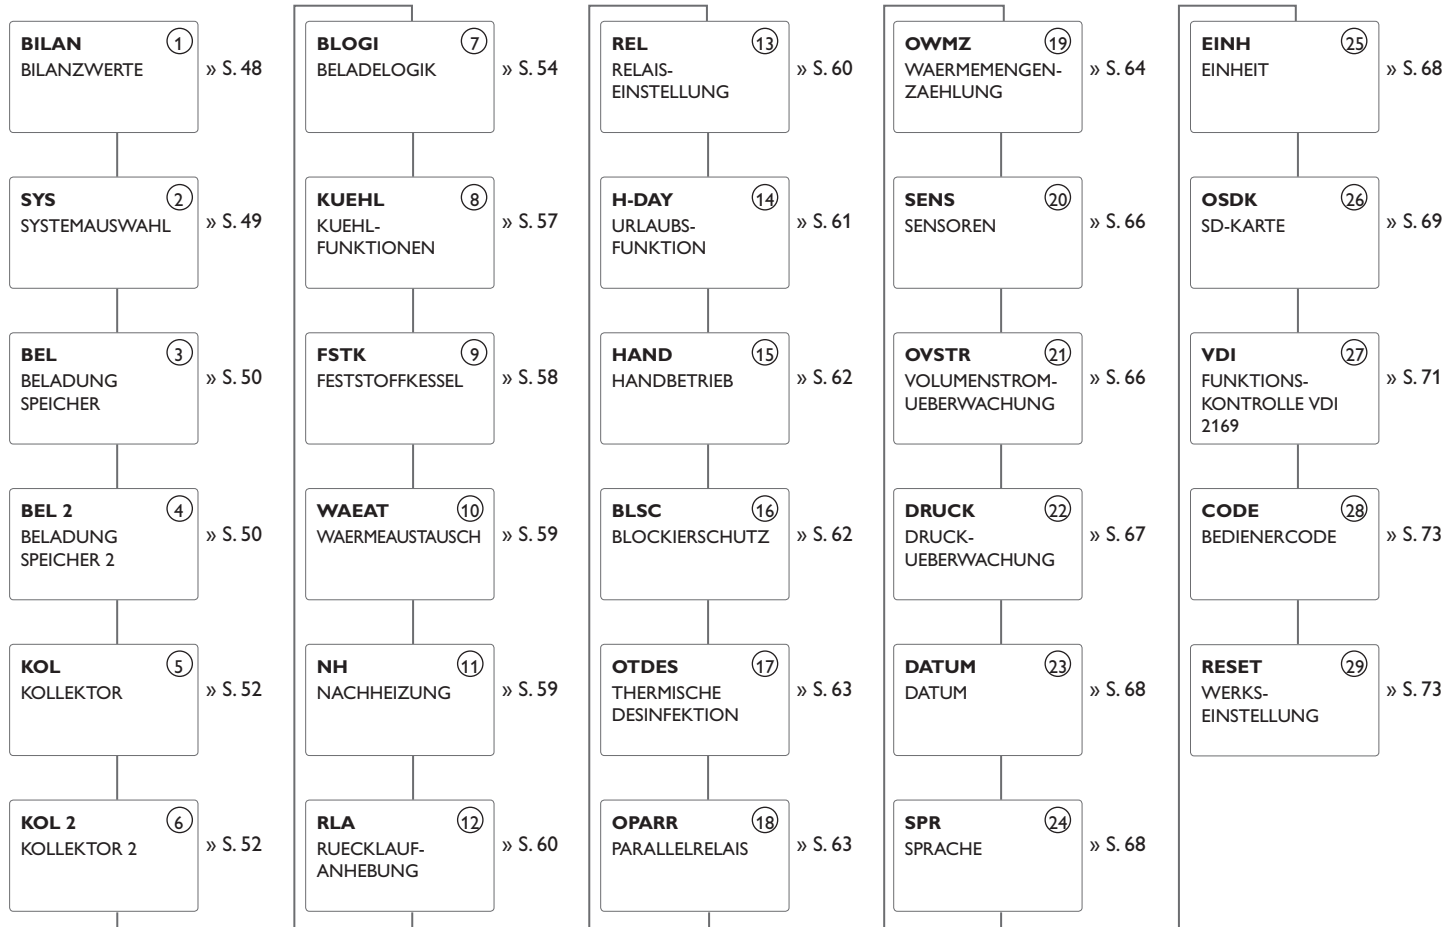 BILAN 1
BILANZWERTE
» S. 48
SYS 2
SYSTEMAUSWAHL
» S. 49
BEL 3
BELADUNG
SPEICHER
» S. 50
BEL 2 4
BELADUNG
SPEICHER 2
» S. 50
KOL 5
KOLLEKTOR
» S. 52
KOL 2 6
KOLLEKTOR 2
» S. 52
BLOGI 7
BELADELOGIK
» S. 54
KUEHL 8
KUEHL-
FUNKTIONEN
» S. 57
FSTK 9
FESTSTOFFKESSEL
» S. 58
WAEAT 10
WAERMEAUSTAUSCH
» S. 59
NH 11
NACHHEIZUNG
» S. 59
RLA 12
RUECKLAUF-
ANHEBUNG
» S. 60
REL 13
RELAIS-
EINSTELLUNG
» S. 60
H-DAY 14
URLAUBS-
FUNKTION
» S. 61
HAND 15
HANDBETRIEB
» S. 62
BLSC 16
BLOCKIERSCHUTZ
» S. 62
OTDES 17
THERMISCHE
DESINFEKTION
» S. 63
OPARR 18
PARALLELRELAIS
» S. 63
OWMZ 19
WAERMEMENGEN-
ZAEHLUNG
» S. 64
SENS 20
SENSOREN
» S. 66
OVSTR 21
VOLUMENSTROM-
UEBERWACHUNG
» S. 66
DRUCK 22
DRUCK-
UEBERWACHUNG
» S. 67
DATUM 23
DATUM
» S. 68
SPR 24
SPRACHE
» S. 68
EINH 25
EINHEIT
» S. 68
OSDK 26
SD-KARTE
» S. 69
VDI 27
FUNKTIONS-
KONTROLLE VDI
2169
» S. 71
CODE 28
BEDIENERCODE
» S. 73
RESET 29
WERKS-
EINSTELLUNG
» S. 73